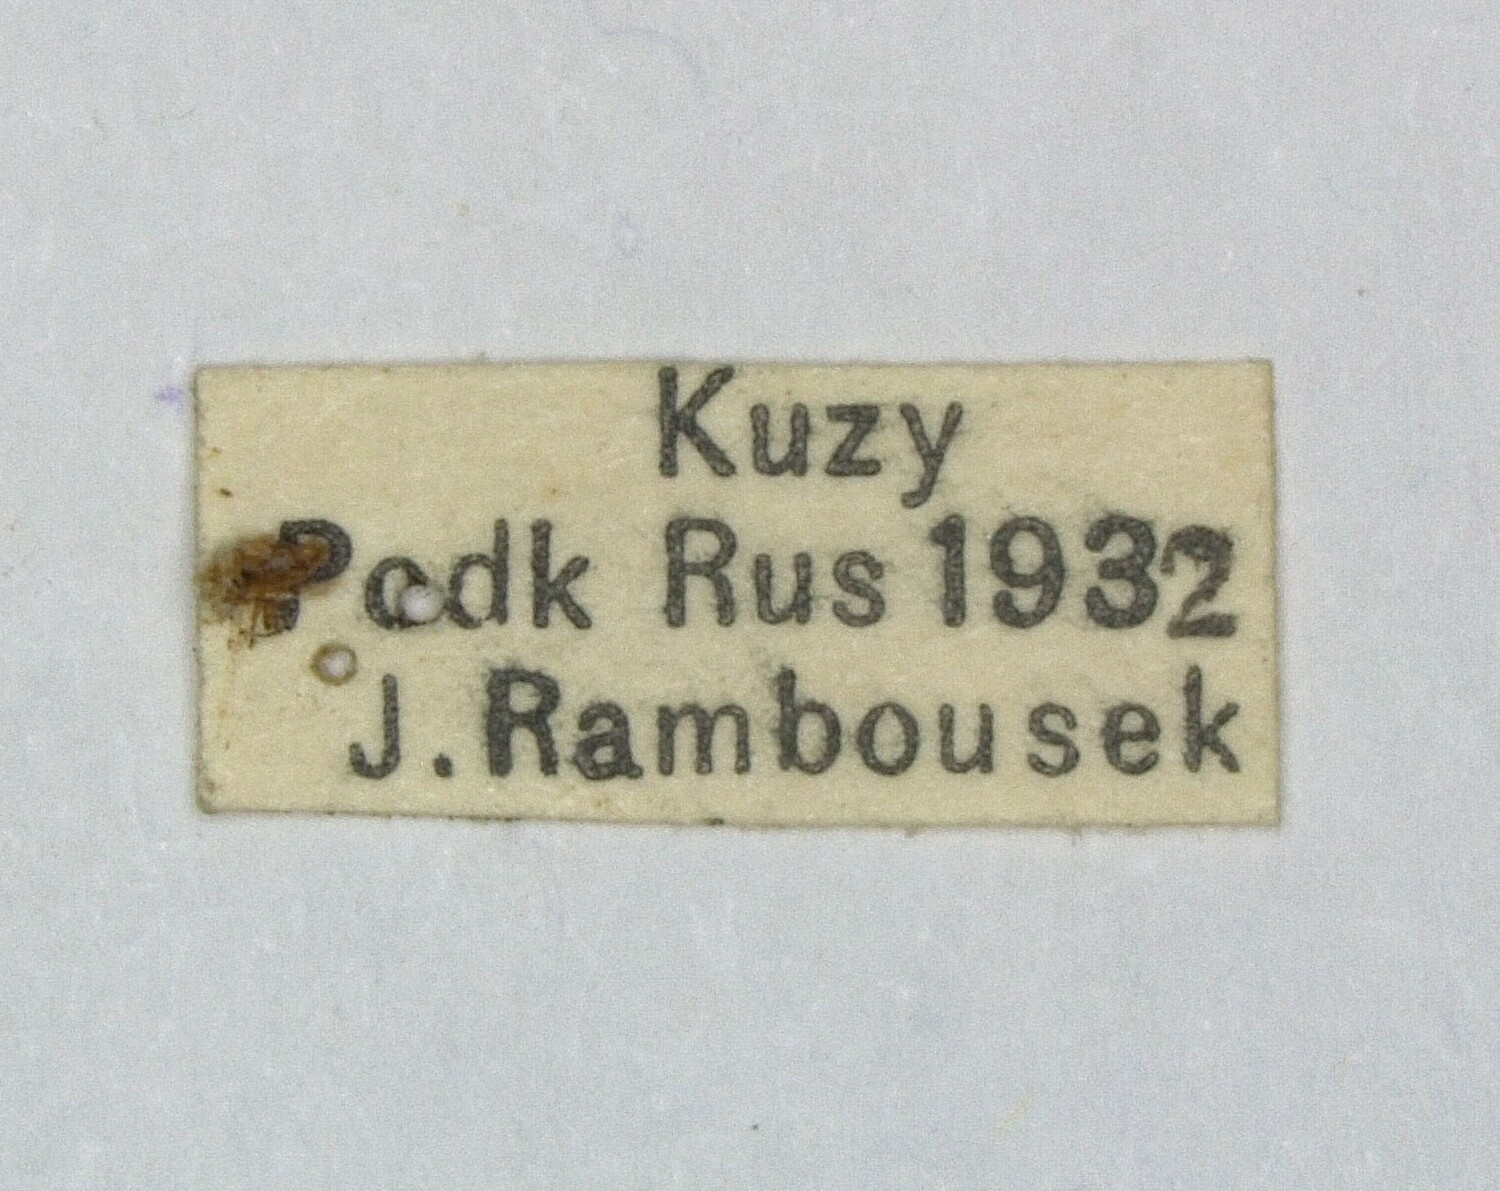 Kuzy
Podk Rus 1932
J. Rambousek